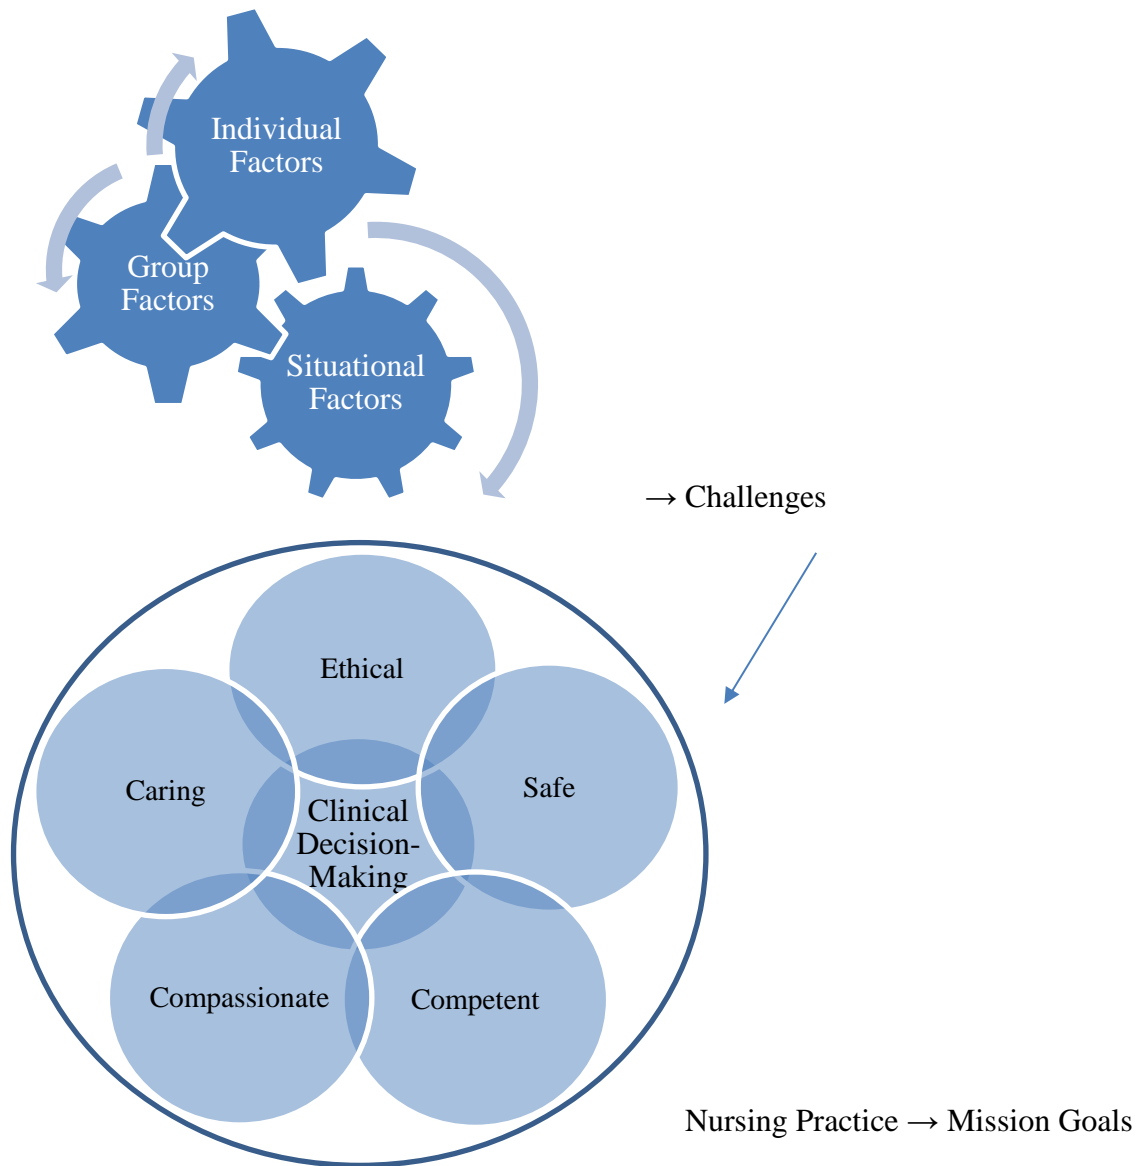 Individual
Factors
Group
Factors
Situational
Factors
→ Challenges
Ethical
Caring
Safe
Clinical
Decision-
Making
Compassionate
Competent
Nursing Practice → Mission Goals